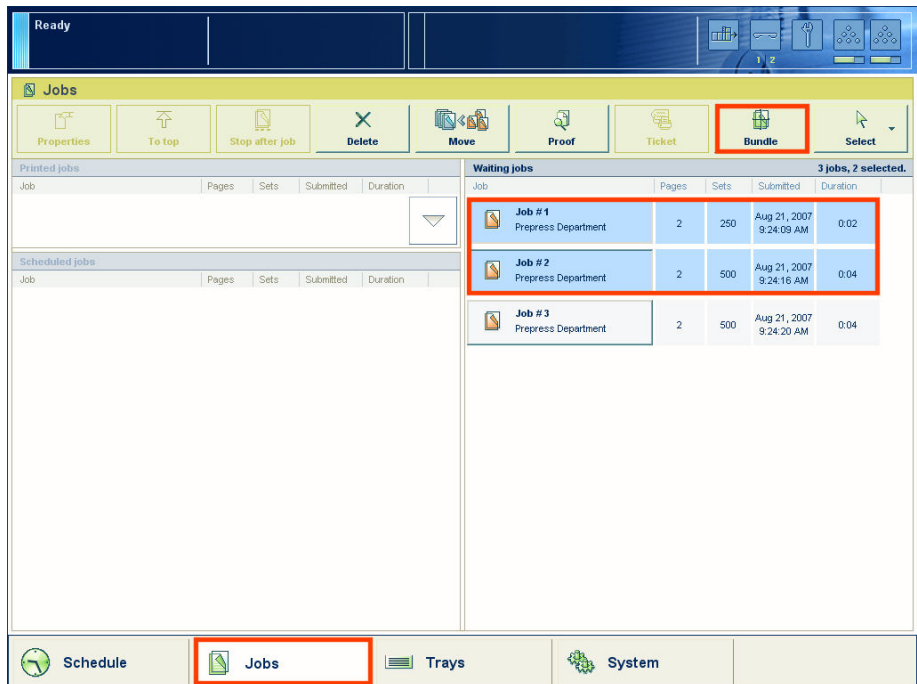 Ready
1 2
Jobs
Properties To top Stop after job Delete Move Proof Ticket Bundle Select
Printed jobs
Job Pages Sets Submitted Duration
Scheduled jobs
Job Pages Sets Submitted Duration
Waiting jobs 3 jobs, 2 selected.
Job Pages Sets Submitted Duration
Job #1
Prepress Department 2 250 Aug 21, 2007 9:24:09 AM 0:02
Job #2
Prepress Department 2 500 Aug 21, 2007 9:24:16 AM 0:04
Job #3
Prepress Department 2 500 Aug 21, 2007 9:24:20 AM 0:04
Schedule Jobs Trays System